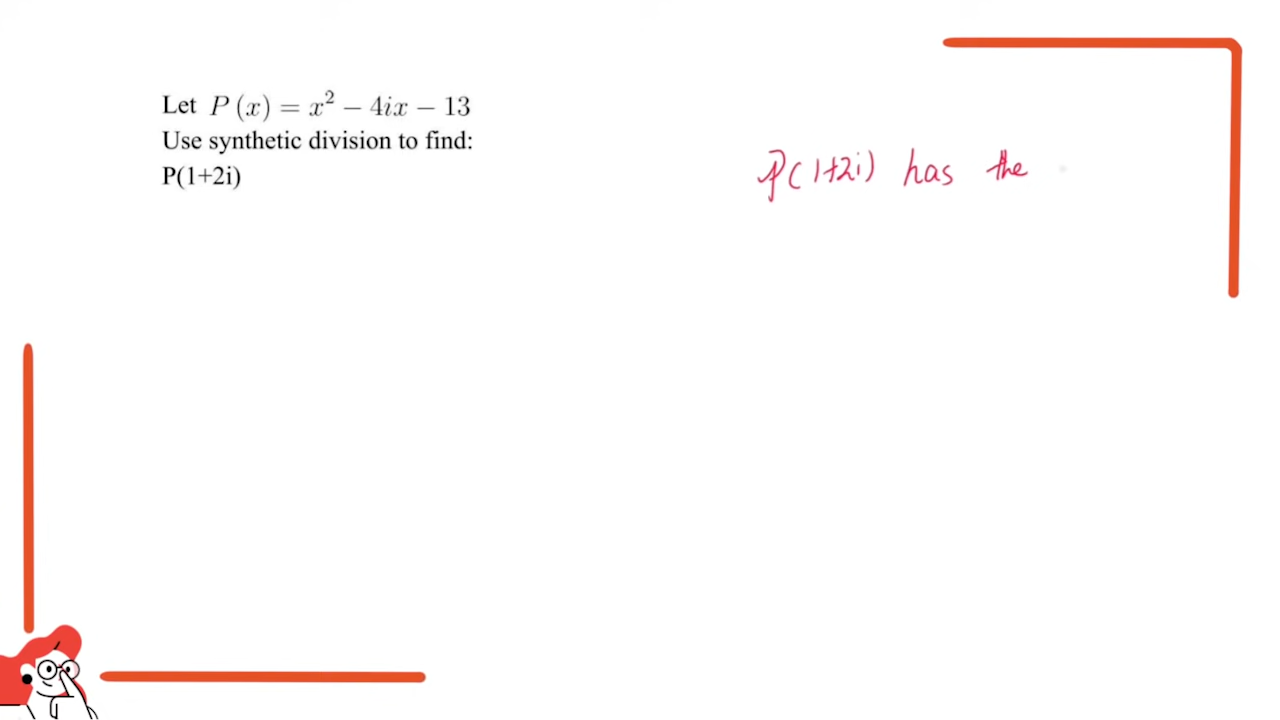 Let P (x) = x² − 4ix − 13
Use synthetic division to find:
P(1+2i)
P(1+2i) has the